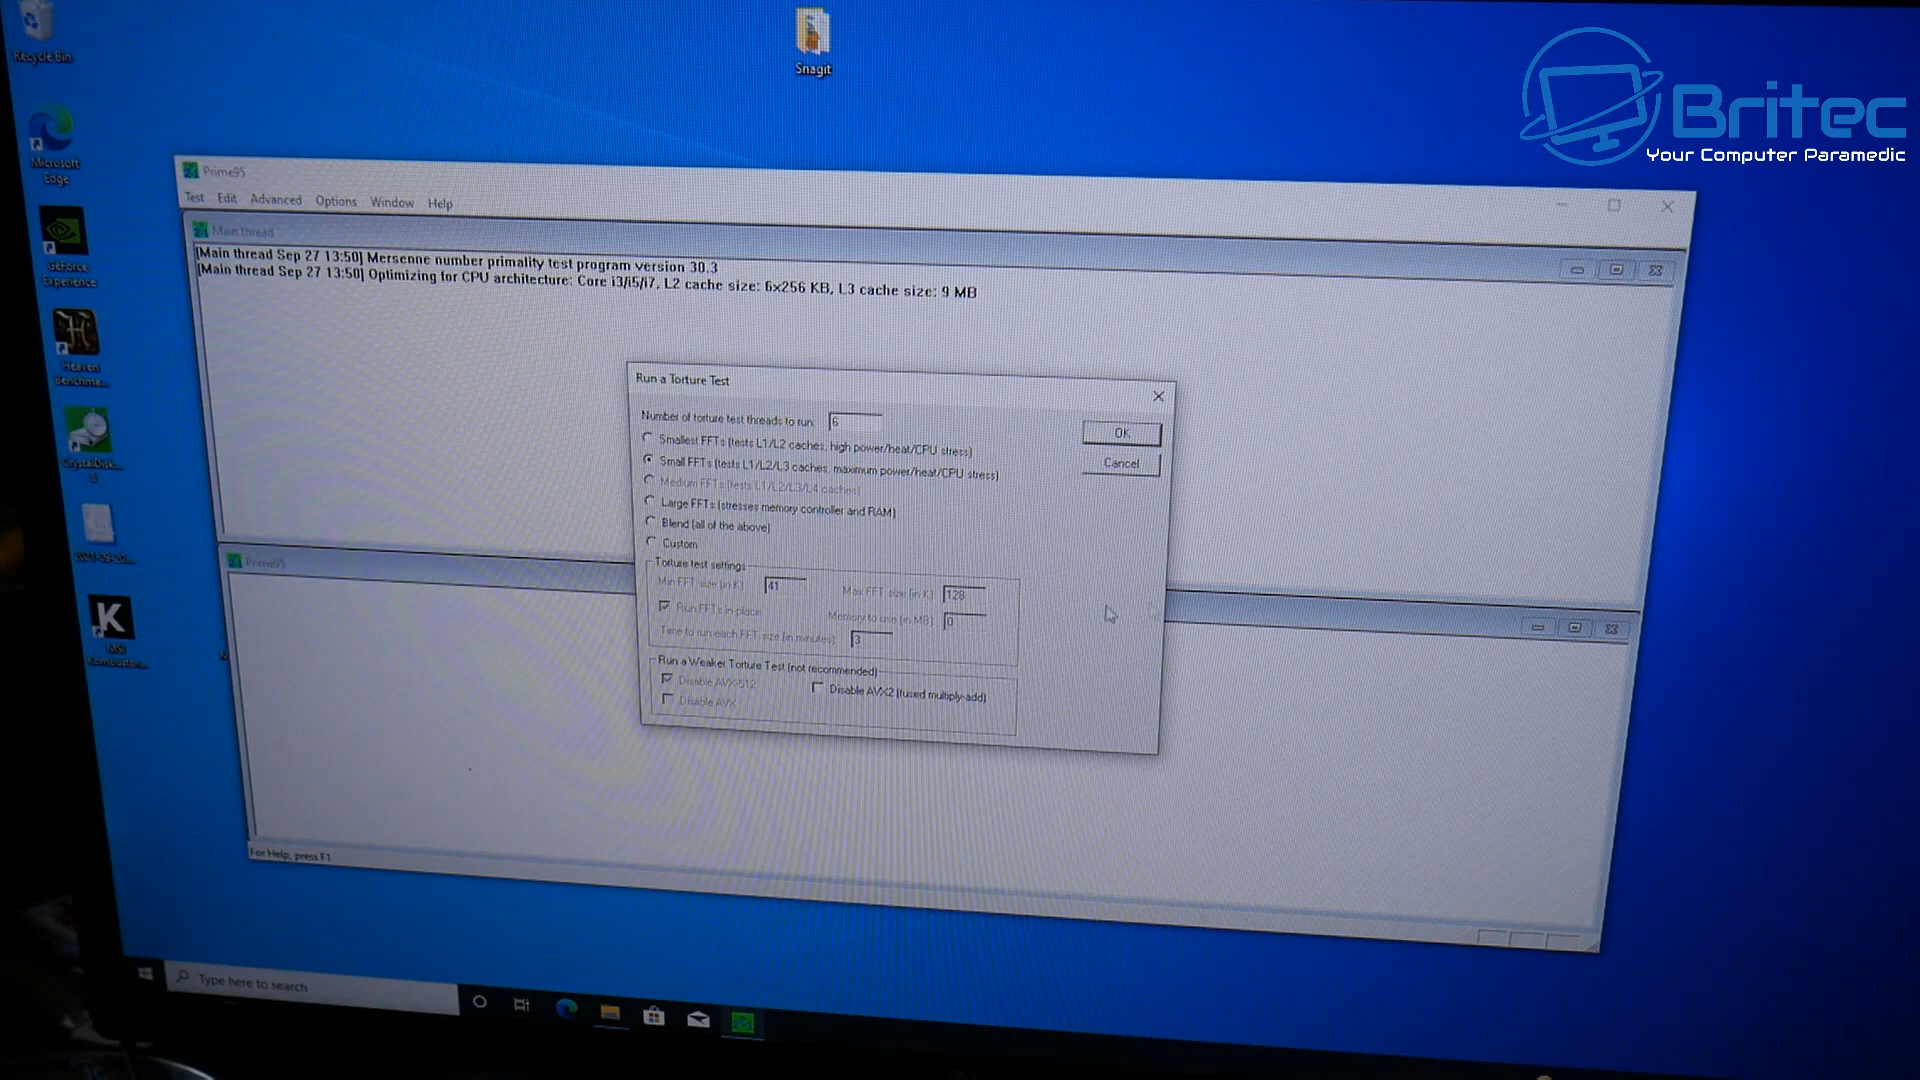 Recycle Bin
Snagit
Britec
Your Computer Paramedic
Microsoft
Edge
Prime95
Test Edit Advanced Options Window Help
Main thread
[Main thread Sep 27 13:50] Mersenne number primality test program version 30.3
[Main thread Sep 27 13:50] Optimizing for CPU architecture: Core i3/i5/i7, L2 cache size: 6x256 KB, L3 cache size: 9 MB
GeForce
Experience
Heaven
Benchma...
CrystalDisk...
8
K
MSI
Kombustor...
Run a Torture Test
Number of torture test threads to run: 6
OK
Smallest FFTs (tests L1/L2 caches, high power/heat/CPU stress)
Cancel
Small FFTs (tests L1/L2/L3 caches, maximum power/heat/CPU stress)
Medium FFTs (tests L1/L2/L3/L4 caches)
Large FFTs (stresses memory controller and RAM)
Blend (all of the above)
Custom
Torture test settings
Min FFT size (in K): 41
Max FFT size (in K): 128
Run FFTs in-place
Memory to use (in MB): 0
Time to run each FFT size (in minutes): 3
Run a Weaker Torture Test (not recommended)
Disable AVX-512
Disable AVX2 (fused multiply-add)
Disable AVX
Prime95
For Help, press F1
Type here to search